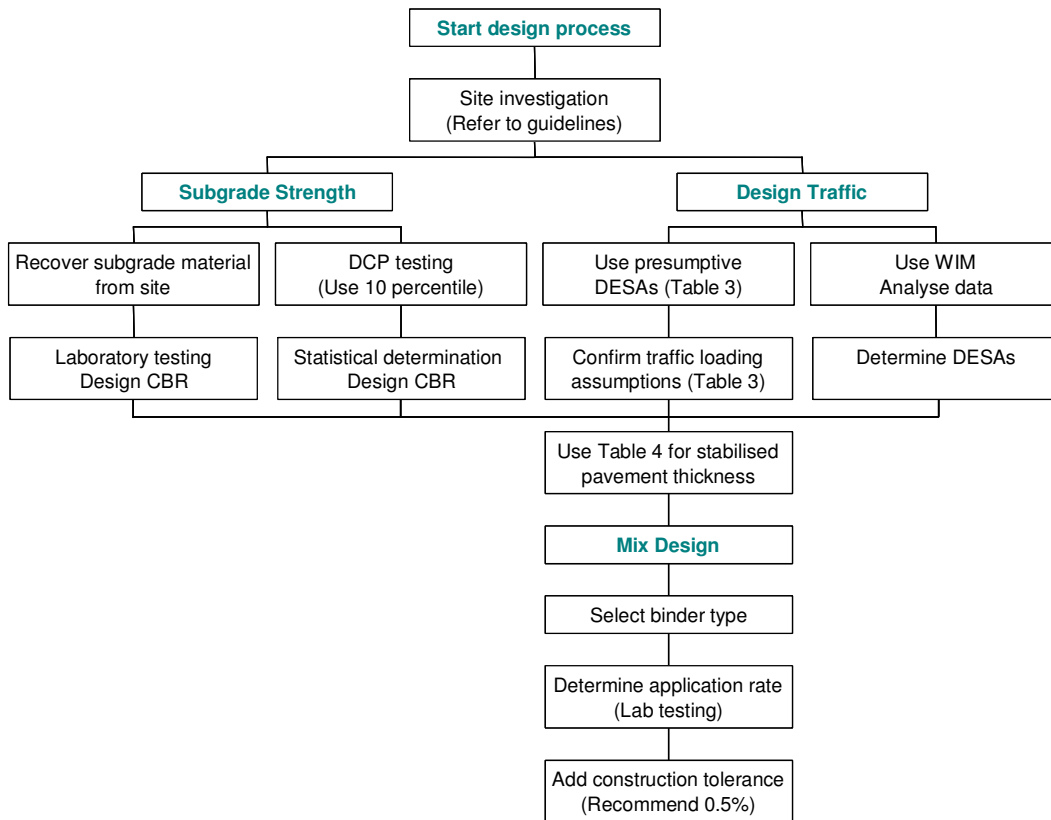 Start design process
Site investigation
(Refer to guidelines)
Subgrade Strength
Design Traffic
Recover subgrade material
from site
DCP testing
(Use 10 percentile)
Use presumptive
DESAs (Table 3)
Use WIM
Analyse data
Laboratory testing
Design CBR
Statistical determination
Design CBR
Confirm traffic loading
assumptions (Table 3)
Determine DESAs
Use Table 4 for stabilised
pavement thickness
Mix Design
Select binder type
Determine application rate
(Lab testing)
Add construction tolerance
(Recommend 0.5%)